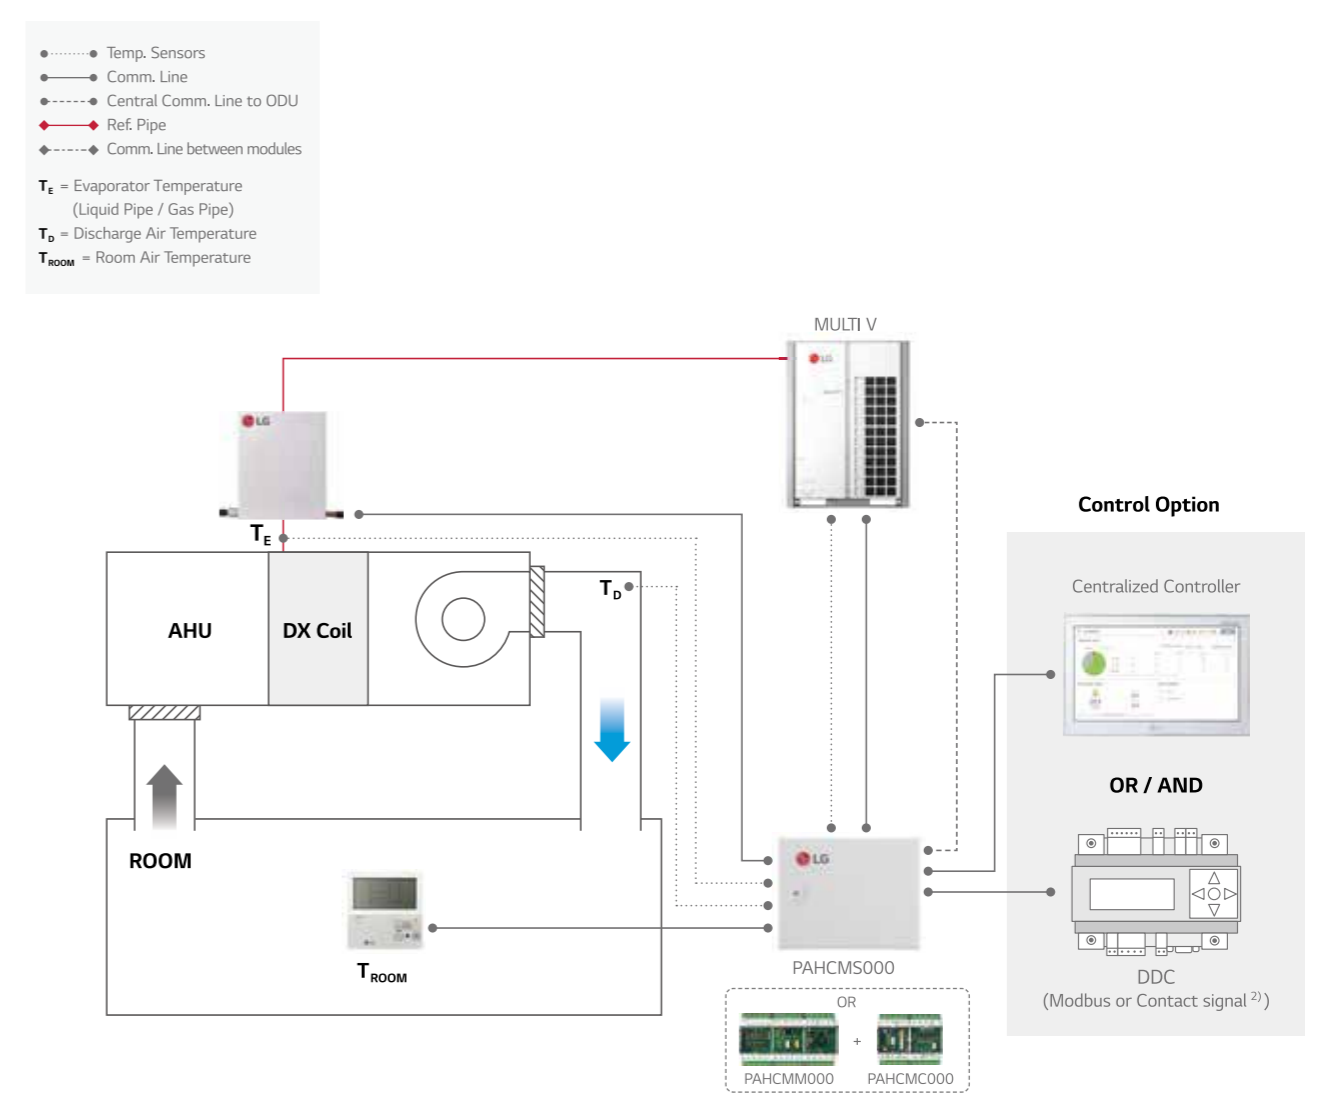 Temp. Sensors
Comm. Line
Central Comm. Line to ODU
Ref. Pipe
Comm. Line between modules
TE = Evaporator Temperature
(Liquid Pipe / Gas Pipe)
TD = Discharge Air Temperature
TROOM = Room Air Temperature
MULTI V
LG
LG
TE
Control Option
Centralized Controller
AHU
DX Coil
TD
OR / AND
ROOM
LG
LG
TROOM
PAHCMS000
DDC
(Modbus or Contact signal 2))
OR
+
PAHCMM000
PAHCMC000